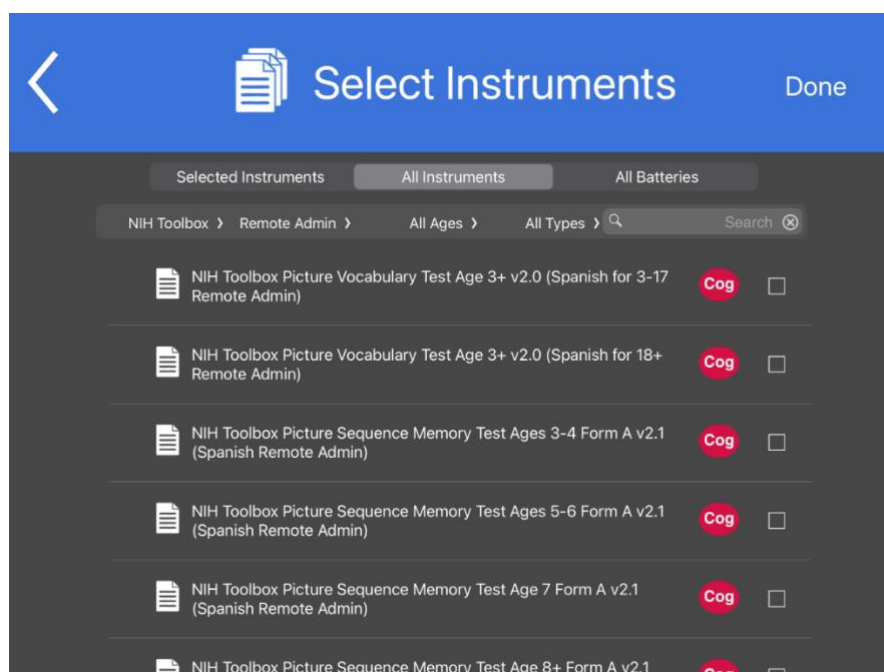 Select Instruments
Done
Selected Instruments
All Instruments
All Batteries
NIH Toolbox
Remote Admin
All Ages
All Types
Search
NIH Toolbox Picture Vocabulary Test Age 3+ v2.0 (Spanish for 3-17
Remote Admin)
Cog
NIH Toolbox Picture Vocabulary Test Age 3+ v2.0 (Spanish for 18+
Remote Admin)
Cog
NIH Toolbox Picture Sequence Memory Test Ages 3-4 Form A v2.1
(Spanish Remote Admin)
Cog
NIH Toolbox Picture Sequence Memory Test Ages 5-6 Form A v2.1
(Spanish Remote Admin)
Cog
NIH Toolbox Picture Sequence Memory Test Age 7 Form A v2.1
(Spanish Remote Admin)
Cog
NIH Toolbox Picture Sequence Memory Test Age 8+ Form A v2.1
Cog